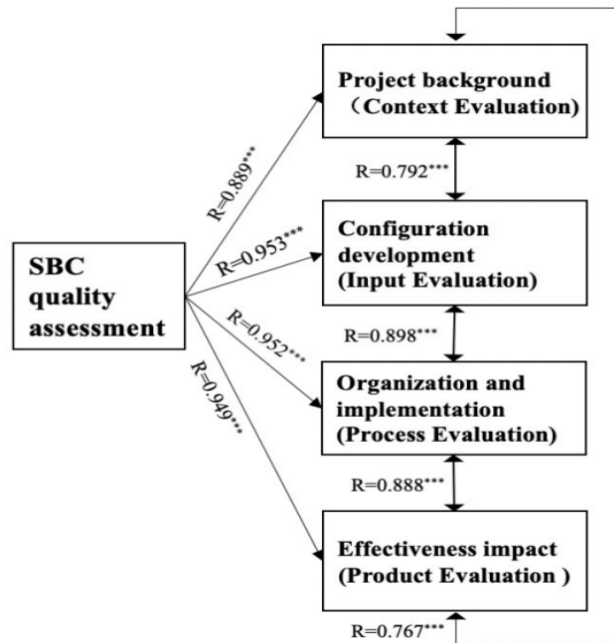 Project background
（Context Evaluation)
R=0.889***
R=0.792***
R=0.953***
Configuration
development
(Input Evaluation)
SBC
quality
assessment
R=0.898***
R=0.952***
Organization and
implementation
(Process Evaluation)
R=0.949***
R=0.888***
Effectiveness impact
(Product Evaluation )
R=0.767***